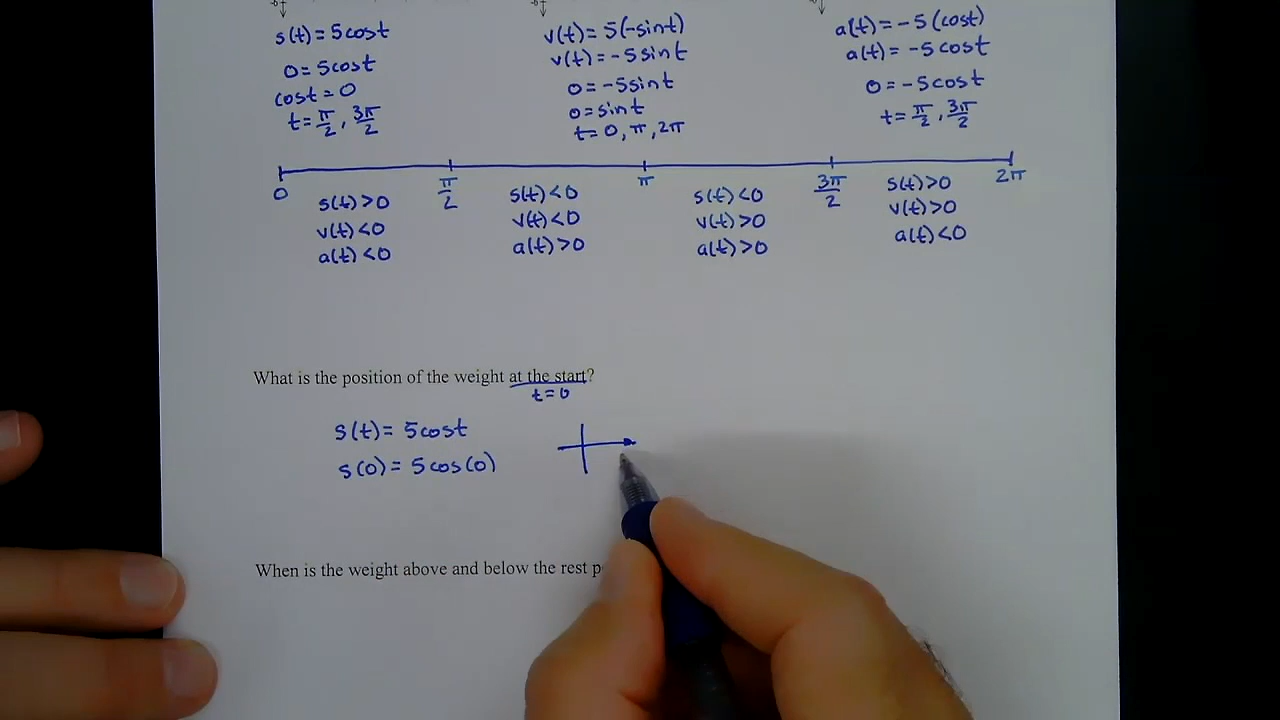 s(t) = 5cost
0 = 5cost
cost = 0
t = π/2, 3π/2
v(t) = 5(-sint)
v(t) = -5sint
0 = -5sint
0 = sint
t = 0, π, 2π
a(t) = -5(cost)
a(t) = -5cost
0 = -5cost
t = π/2, 3π/2
0 π/2 π 3π/2 2π
s(t) > 0
v(t) < 0
a(t) < 0
s(t) < 0
v(t) < 0
a(t) > 0
s(t) < 0
v(t) > 0
a(t) > 0
s(t) > 0
v(t) > 0
a(t) < 0
What is the position of the weight at the start?
t = 0
s(t) = 5cost
s(0) = 5cos(0)
When is the weight above and below the rest